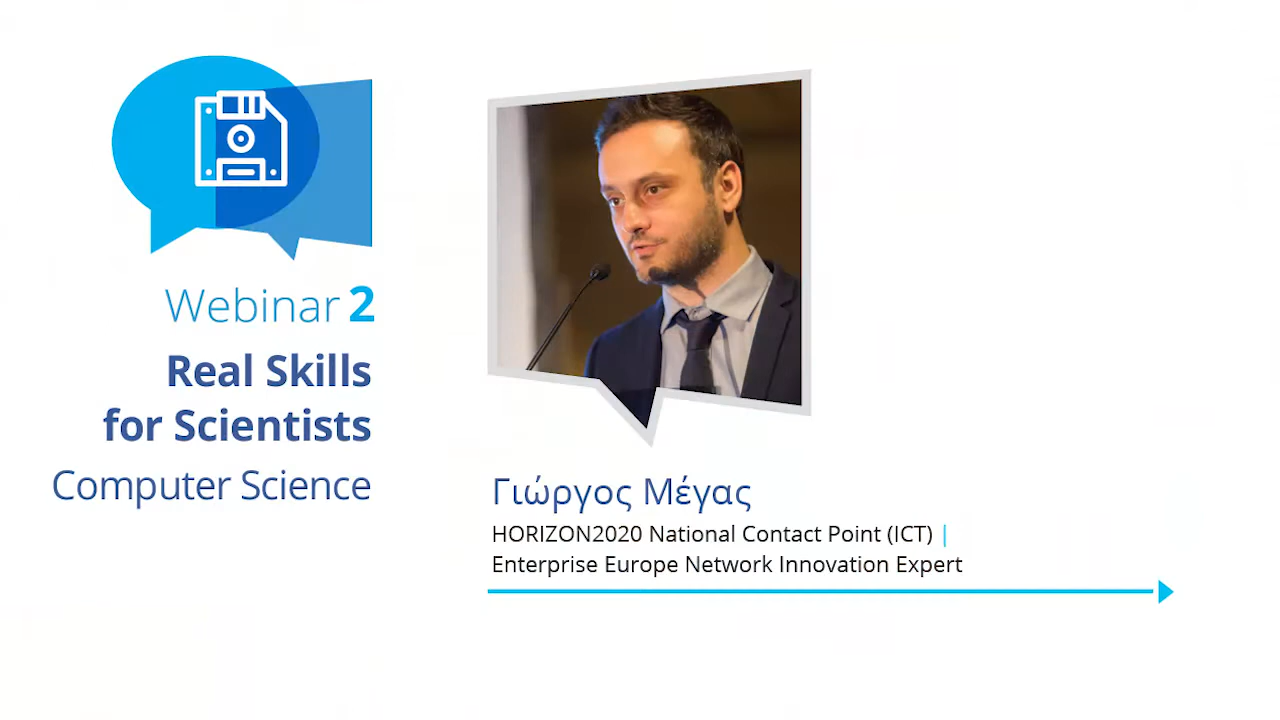 Webinar 2
Real Skills
for Scientists
Computer Science
Γιώργος Μέγας
HORIZON2020 National Contact Point (ICT) |
Enterprise Europe Network Innovation Expert